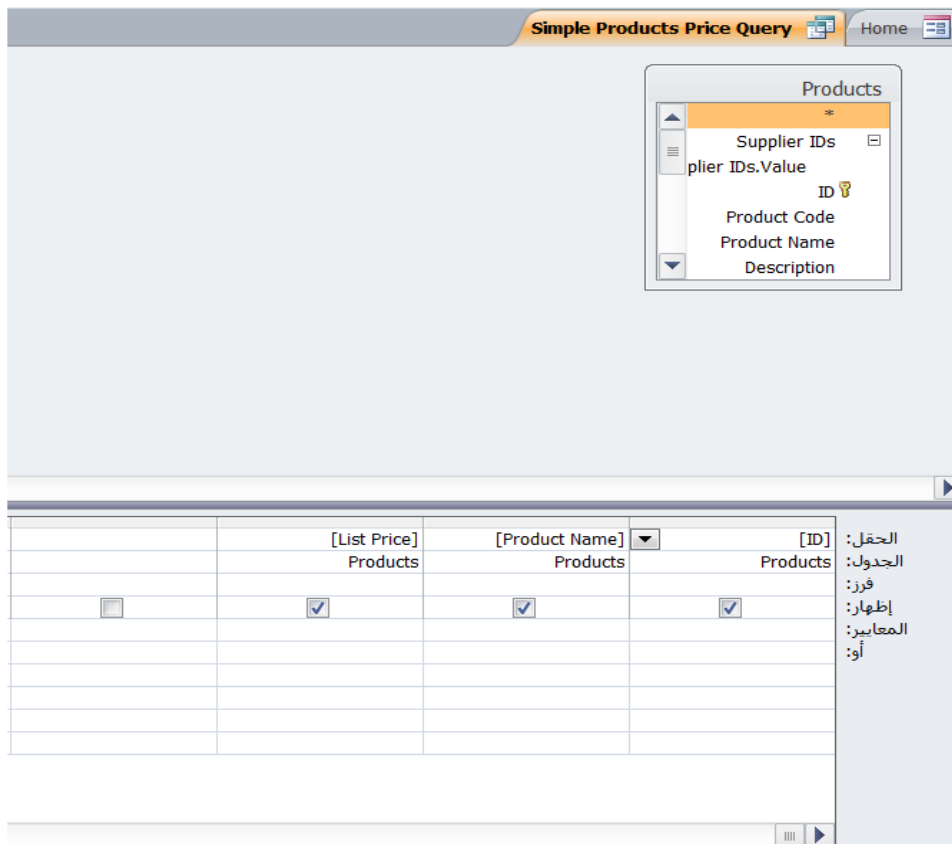 Home
Simple Products Price Query
Products
*
Supplier IDs
plier IDs.Value
ID
Product Code
Product Name
Description
الحقل: [ID] [Product Name] [List Price]
الجدول: Products Products Products
فرز:
إظهار:
المعايير:
أو: